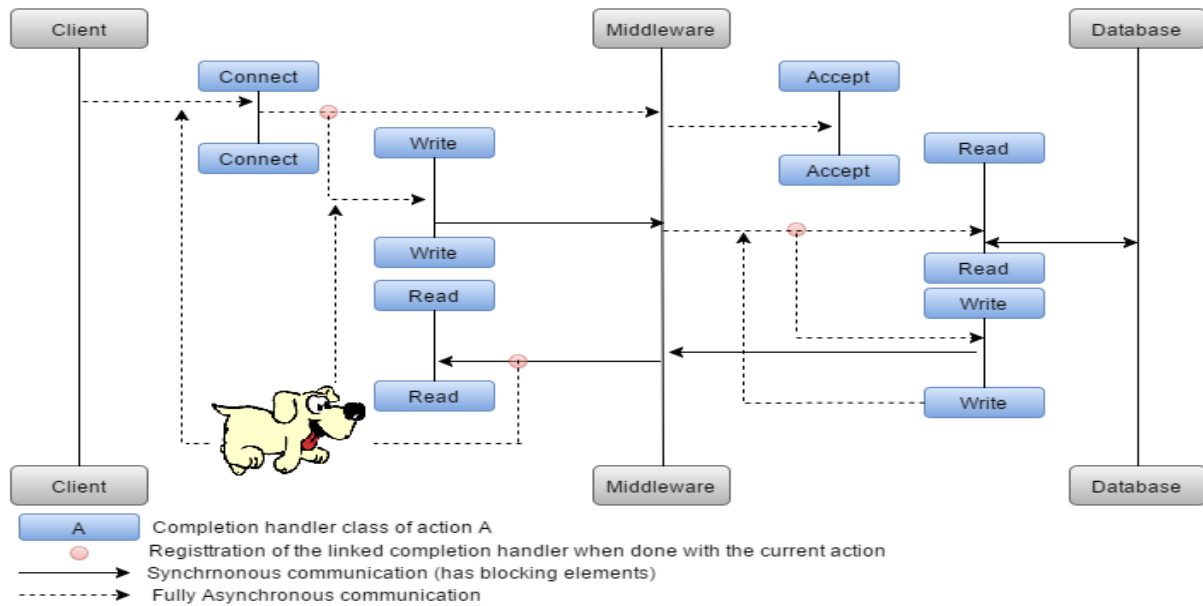 Client
Middleware
Database
Connect
Accept
Write
Read
Connect
Accept
Write
Read
Read
Write
Read
Write
Client
Middleware
Database
A
Completion handler class of action A
Registtration of the linked completion handler when done with the current action
Synchrnonous communication (has blocking elements)
Fully Asynchronous communication